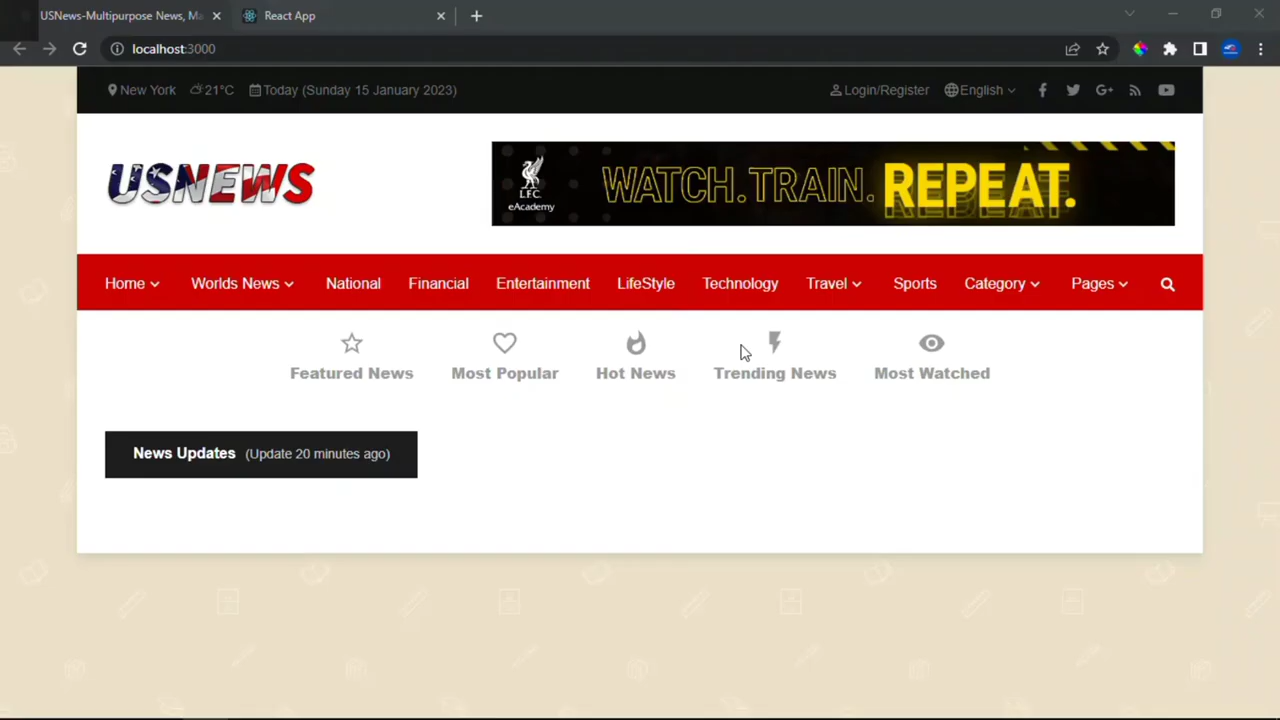 USNews-Multipurpose News, Ma
React App
localhost:3000
New York 21°C Today (Sunday 15 January 2023)
Login/Register English
USNEWS
L.F.C.
eAcademy
WATCH.TRAIN.REPEAT.
Home Worlds News National Financial Entertainment LifeStyle Technology Travel Sports Category Pages
Featured News Most Popular Hot News Trending News Most Watched
News Updates (Update 20 minutes ago)